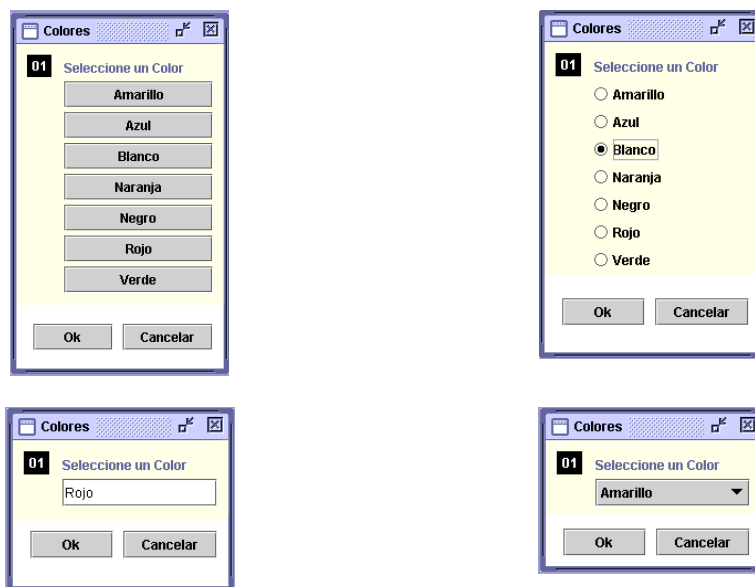 Colores
01 Seleccione un Color
Amarillo
Azul
Blanco
Naranja
Negro
Rojo
Verde
Ok Cancelar
Colores
01 Seleccione un Color
Amarillo
Azul
Blanco
Naranja
Negro
Rojo
Verde
Ok Cancelar
Colores
01 Seleccione un Color
Rojo
Ok Cancelar
Colores
01 Seleccione un Color
Amarillo
Ok Cancelar